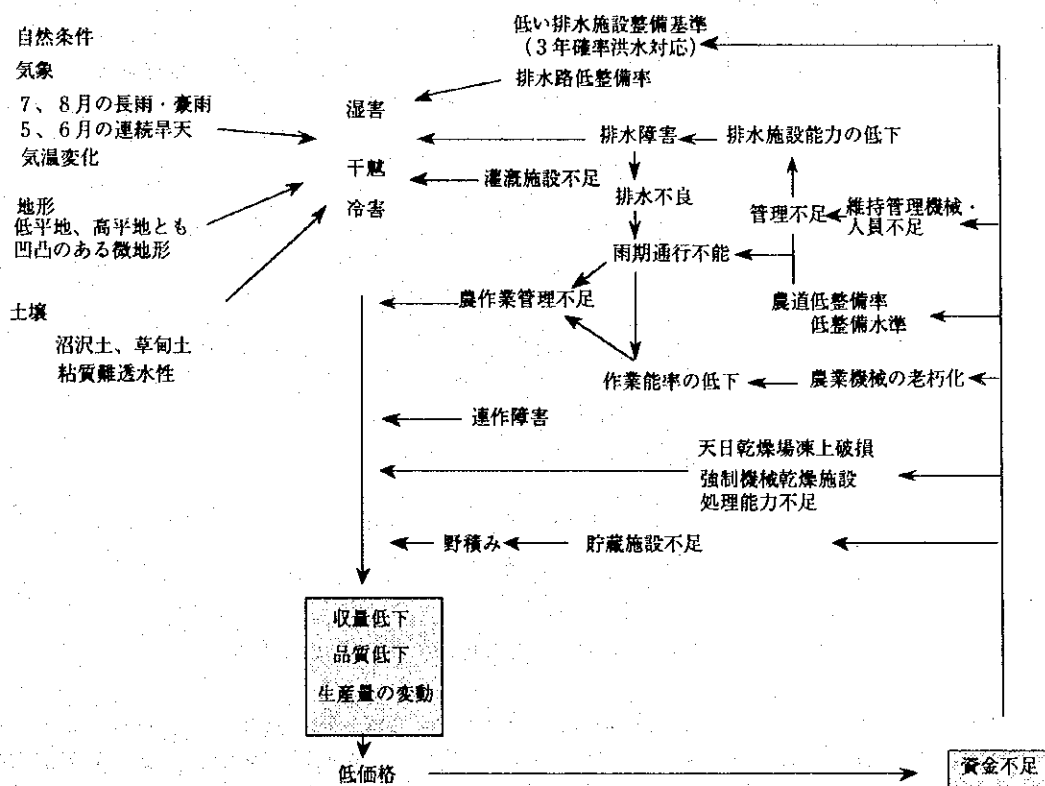 自然条件
気象
7、8月の長雨・豪雨
5、6月の連続旱天
気温変化
地形
低平地、高平地とも
凹凸のある微地形
土壌
沼沢土、草甸土
粘質難透水性
低い排水施設整備基準
(3年確率洪水対応)
排水路低整備率
湿害
干魃
冷害
排水障害
排水施設能力の低下
灌漑施設不足
排水不良
管理不足
維持管理機械・
人員不足
雨期通行不能
農作業管理不足
農道低整備率
低整備水準
作業能率の低下
農業機械の老朽化
連作障害
天日乾燥場凍上破損
強制機械乾燥施設
処理能力不足
野積み
貯蔵施設不足
収量低下
品質低下
生産量の変動
低価格
資金不足